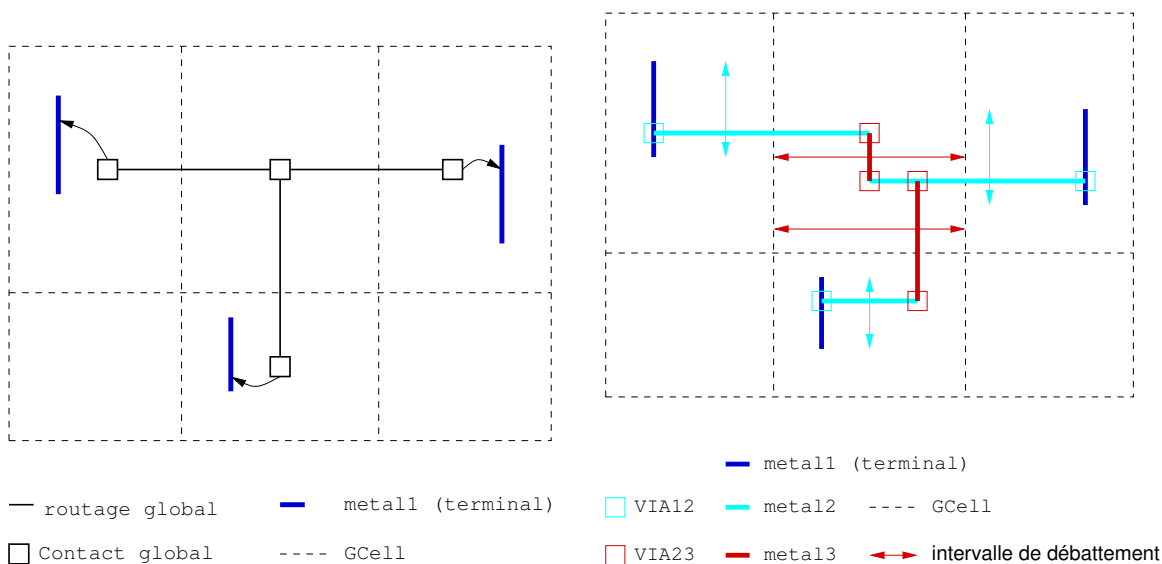 routage global
metal1 (terminal)
Contact global
GCell
metal1 (terminal)
VIA12
metal2
GCell
VIA23
metal3
intervalle de débattement